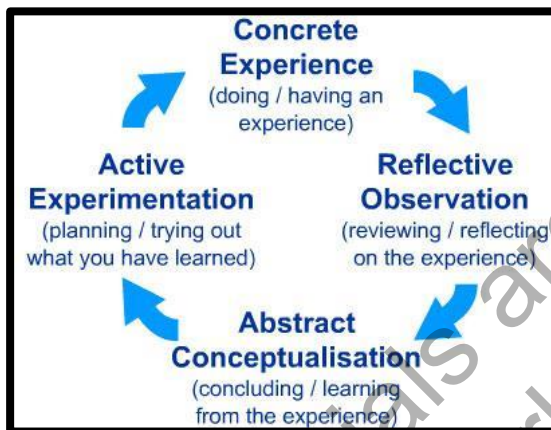 Concrete
Experience
(doing / having an
experience)
Active
Experimentation
(planning / trying out
what you have learned)
Reflective
Observation
(reviewing / reflecting
on the experience)
Abstract
Conceptualisation
(concluding / learning
from the experience)